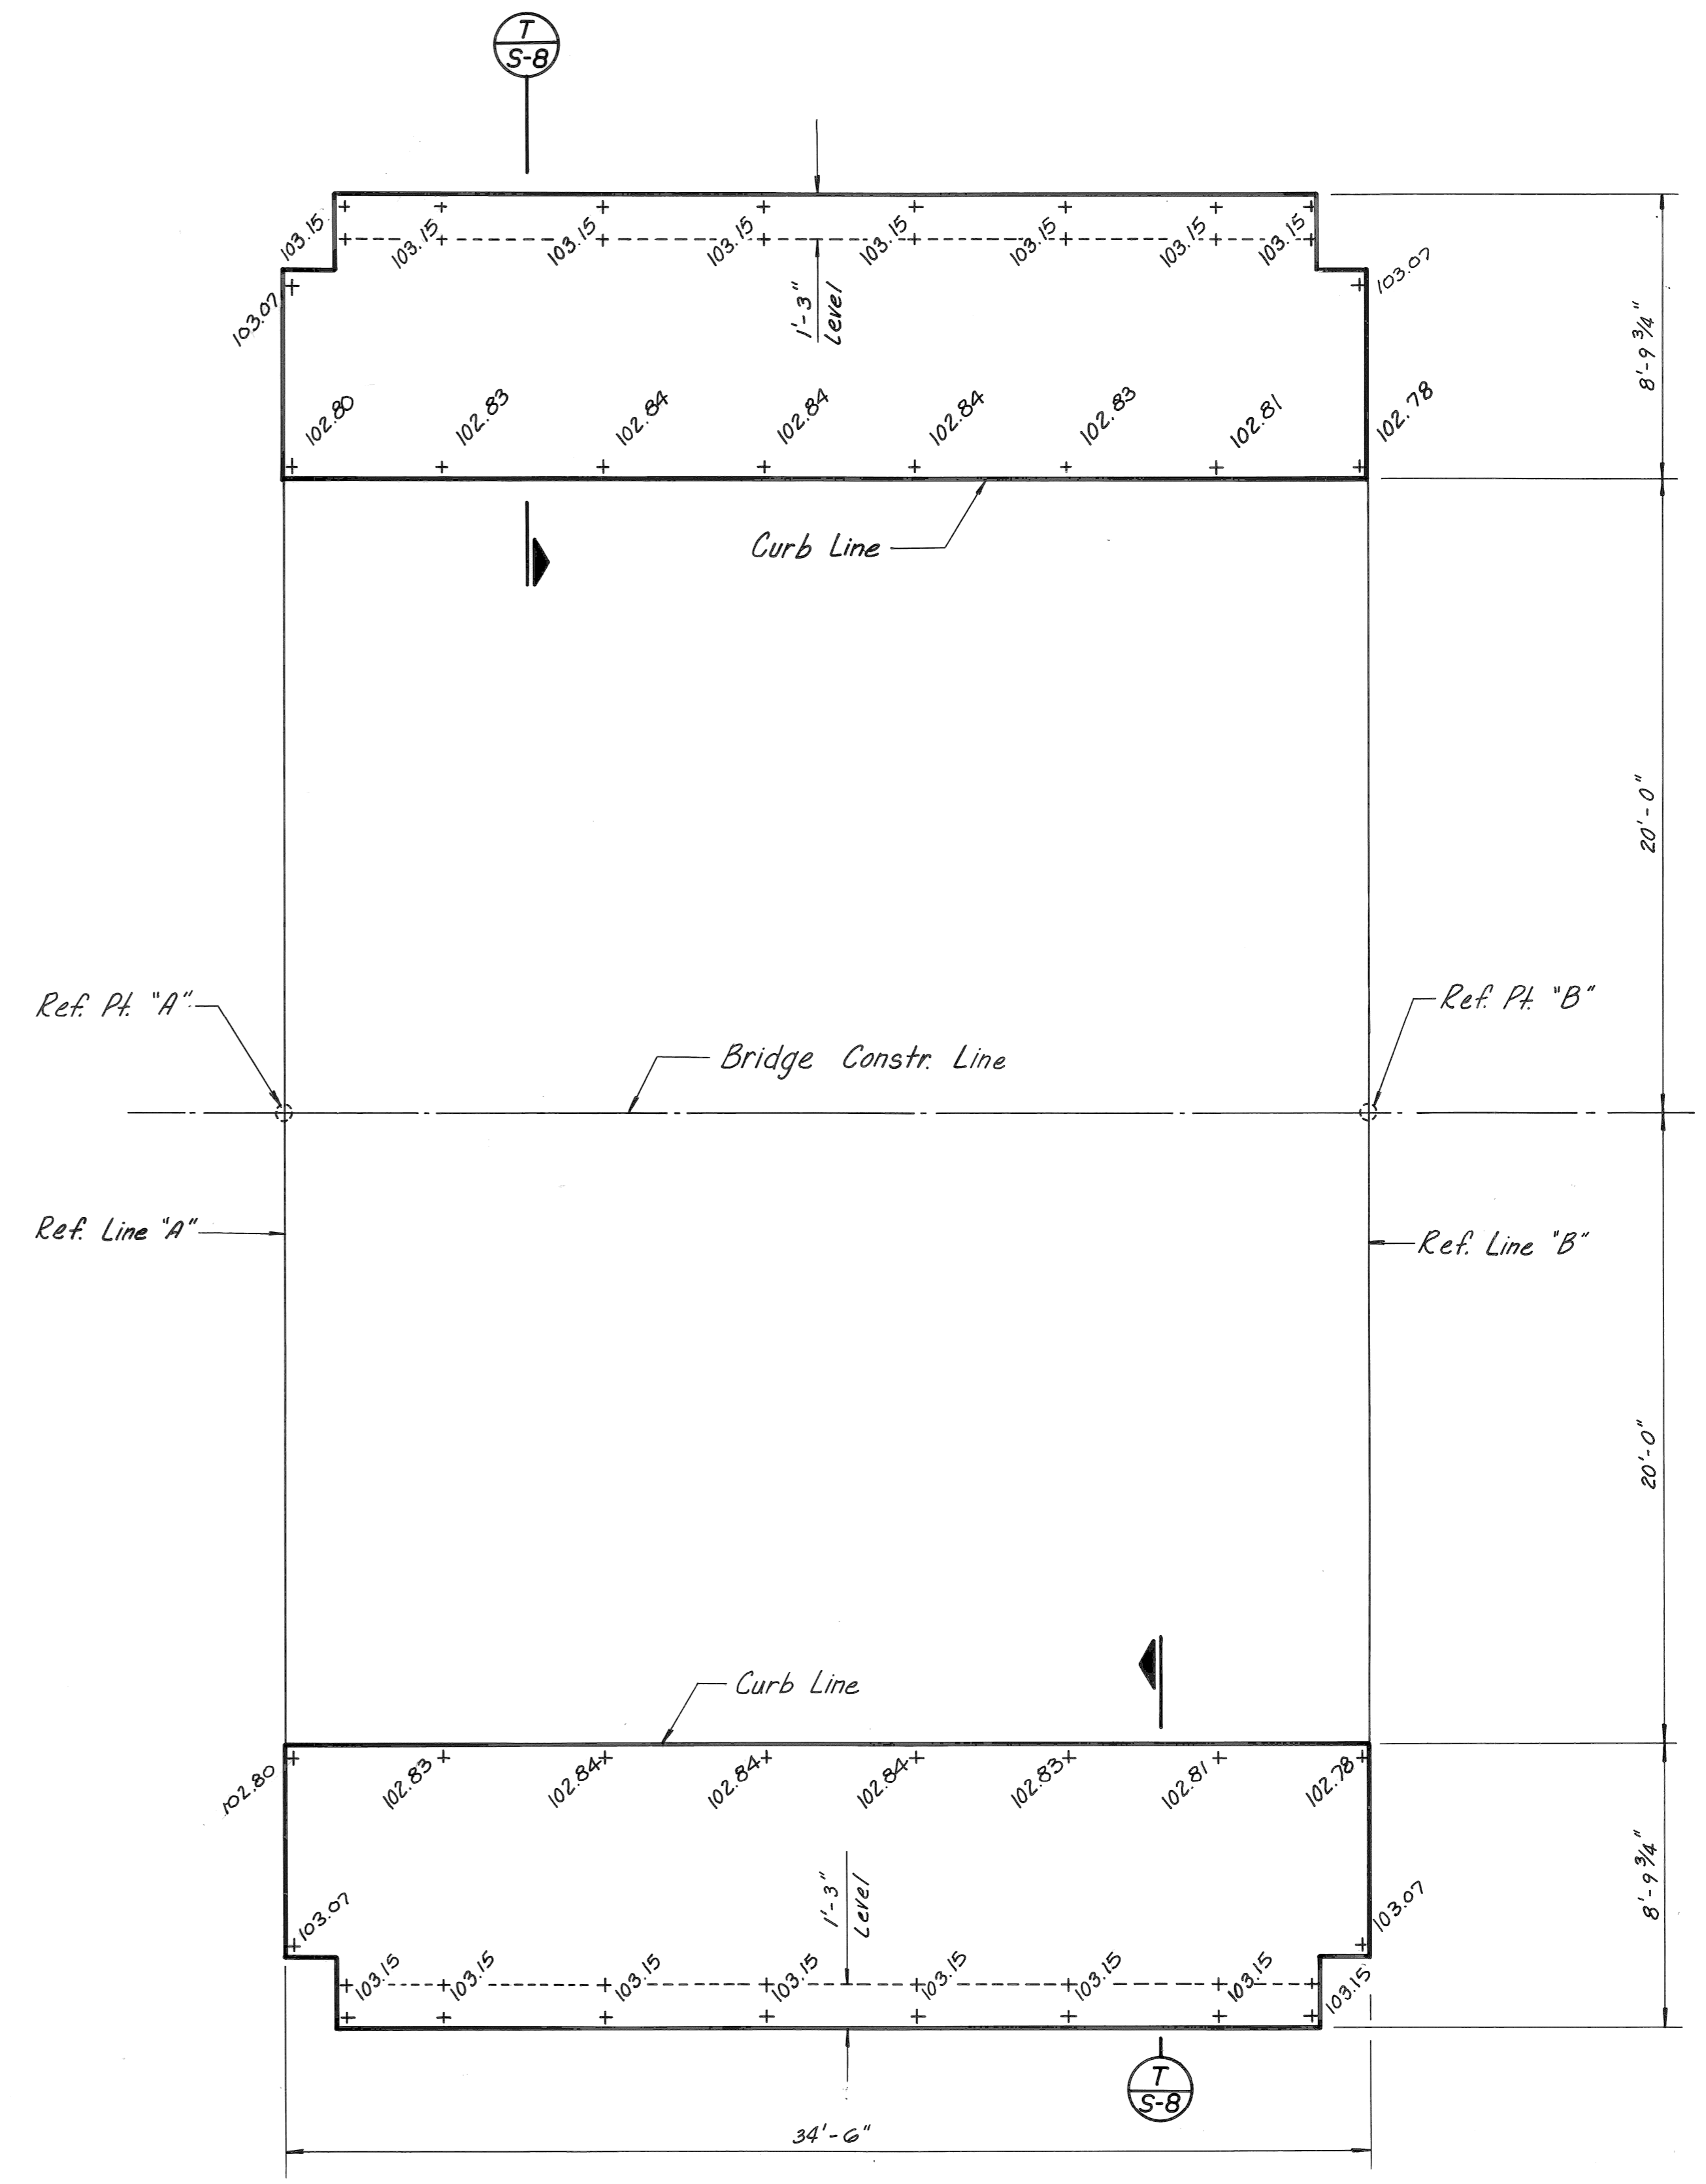 T
S-8
103.15 103.15 103.15 103.15 103.15 103.15 103.15 103.15
103.07 103.07
1'-3"
Level
8'-9 3/4"
102.80 102.83 102.84 102.84 102.84 102.83 102.81 102.78
Curb Line
20'-0"
Ref. Pt. "A"
Ref. Pt. "B"
Bridge Constr. Line
Ref. Line "A"
Ref. Line "B"
20'-0"
Curb Line
102.80 102.83 102.84 102.84 102.84 102.83 102.81 102.78
1'-3"
Level
8'-9 3/4"
103.07 103.07
103.15 103.15 103.15 103.15 103.15 103.15 103.15 103.15
T
S-8
34'-6"